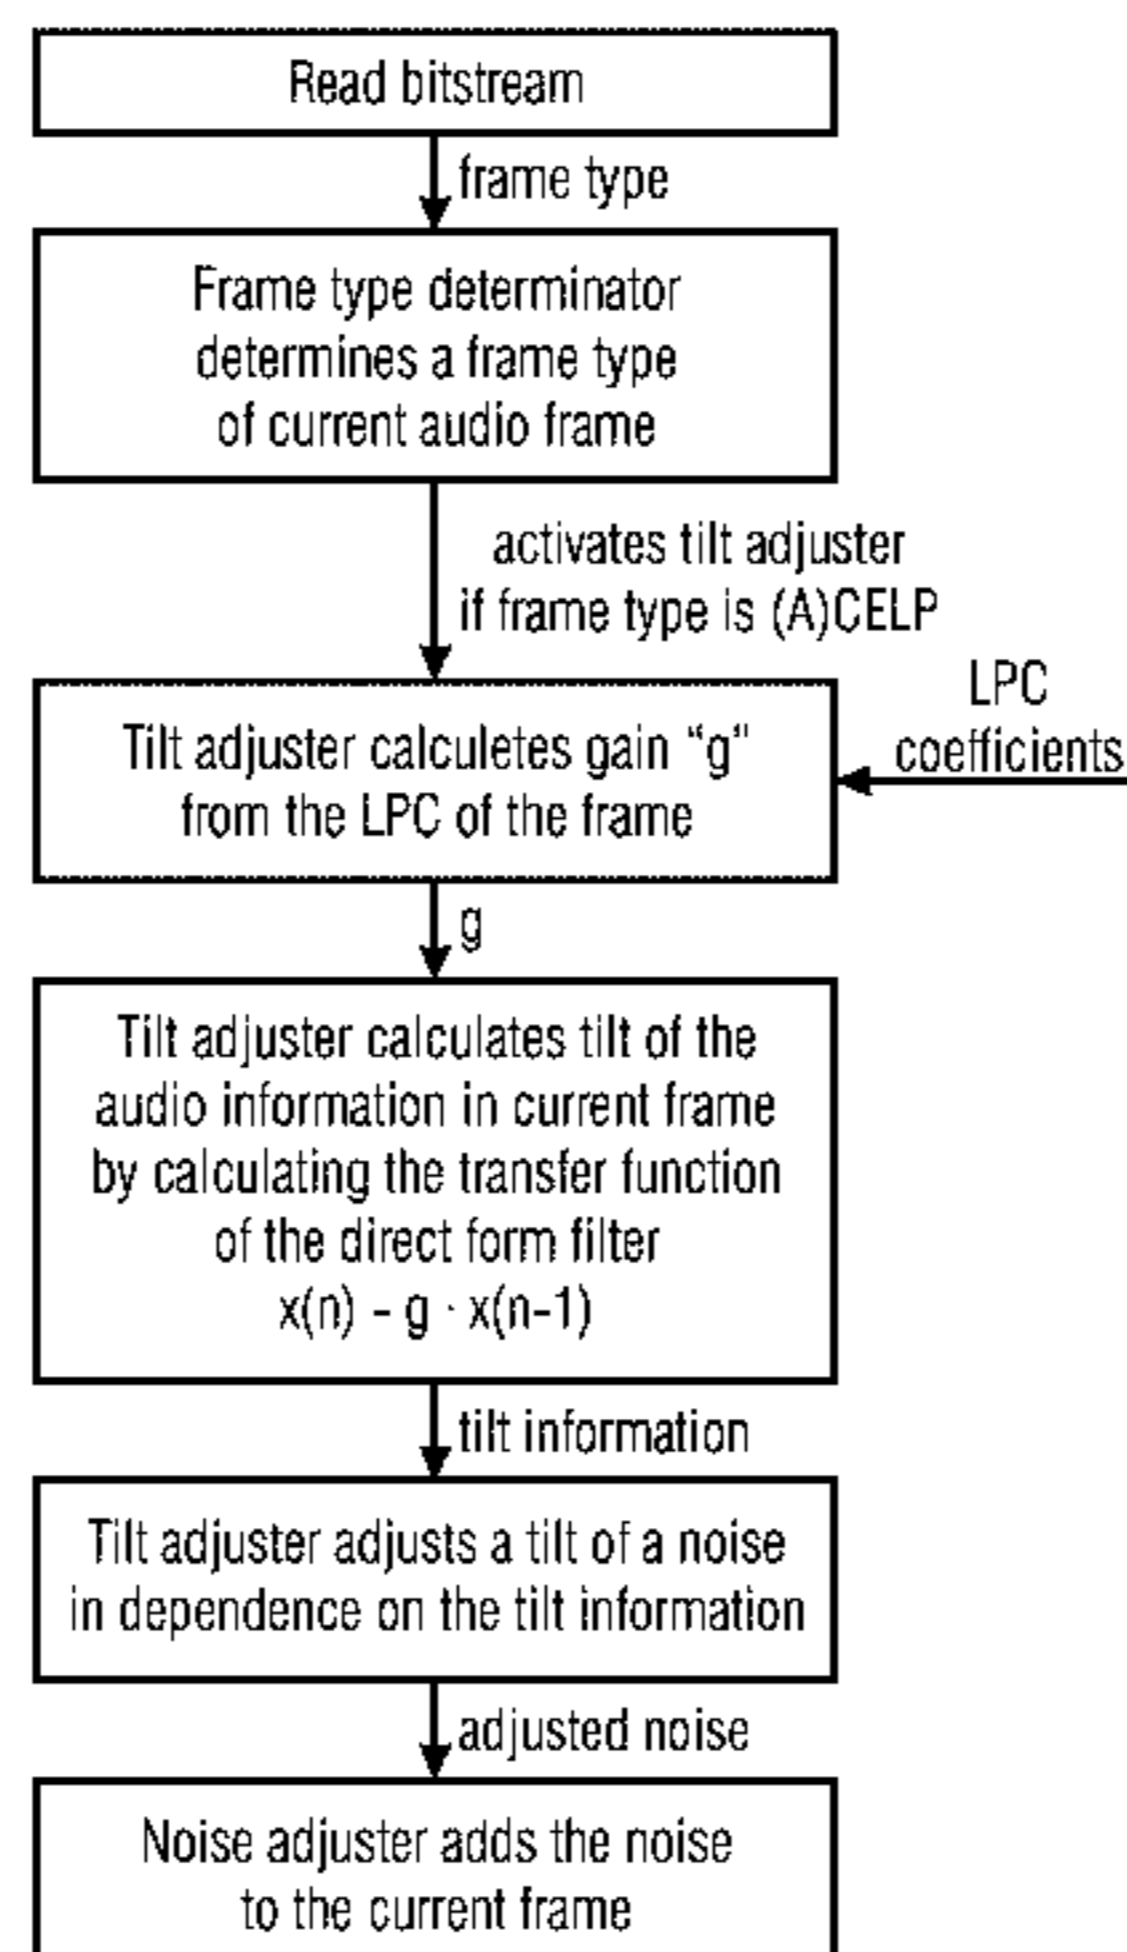 Read bitstream
frame type
Frame type determinator
determines a frame type
of current audio frame
activates tilt adjuster
if frame type is (A)CELP
LPC
coefficients
Tilt adjuster calculetes gain “g”
from the LPC of the frame
g
Tilt adjuster calculates tilt of the
audio information in current frame
by calculating the transfer function
of the direct form filter
x(n) - g · x(n-1)
tilt information
Tilt adjuster adjusts a tilt of a noise
in dependence on the tilt information
adjusted noise
Noise adjuster adds the noise
to the current frame